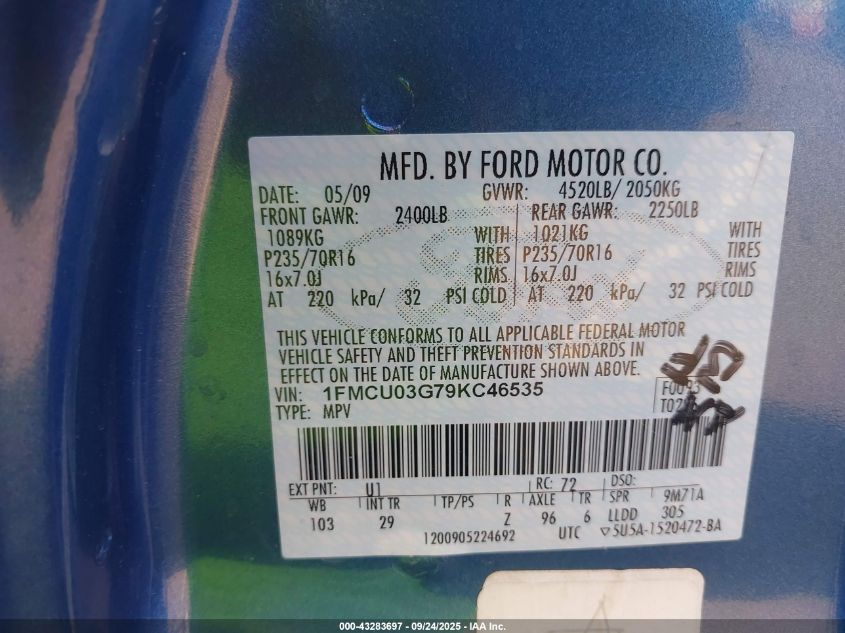 MFD. BY FORD MOTOR CO.
DATE: 05/09 GVWR: 4520LB/ 2050KG
FRONT GAWR: 2400LB REAR GAWR: 2250LB
1089KG WITH 1021KG WITH
P235/70R16 TIRES P235/70R16 TIRES
16x7.0J RIMS 16x7.0J RIMS
AT 220 kPa/ 32 PSI COLD AT 220 kPa/ 32 PSI COLD
THIS VEHICLE CONFORMS TO ALL APPLICABLE FEDERAL MOTOR
VEHICLE SAFETY AND THEFT PREVENTION STANDARDS IN
EFFECT ON THE DATE OF MANUFACTURE SHOWN ABOVE.
VIN: 1FMCU03G79KC46535
TYPE: MPV
EXT PNT: U1 RC: 72 DSO:
WB INT TR TP/PS R AXLE TR SPR 9M71A
103 29 Z 96 6 LLDD 305
1200905224692 UTC ▽5U5A-1520472-BA
000-43283697 - 09/24/2025 - IAA Inc.